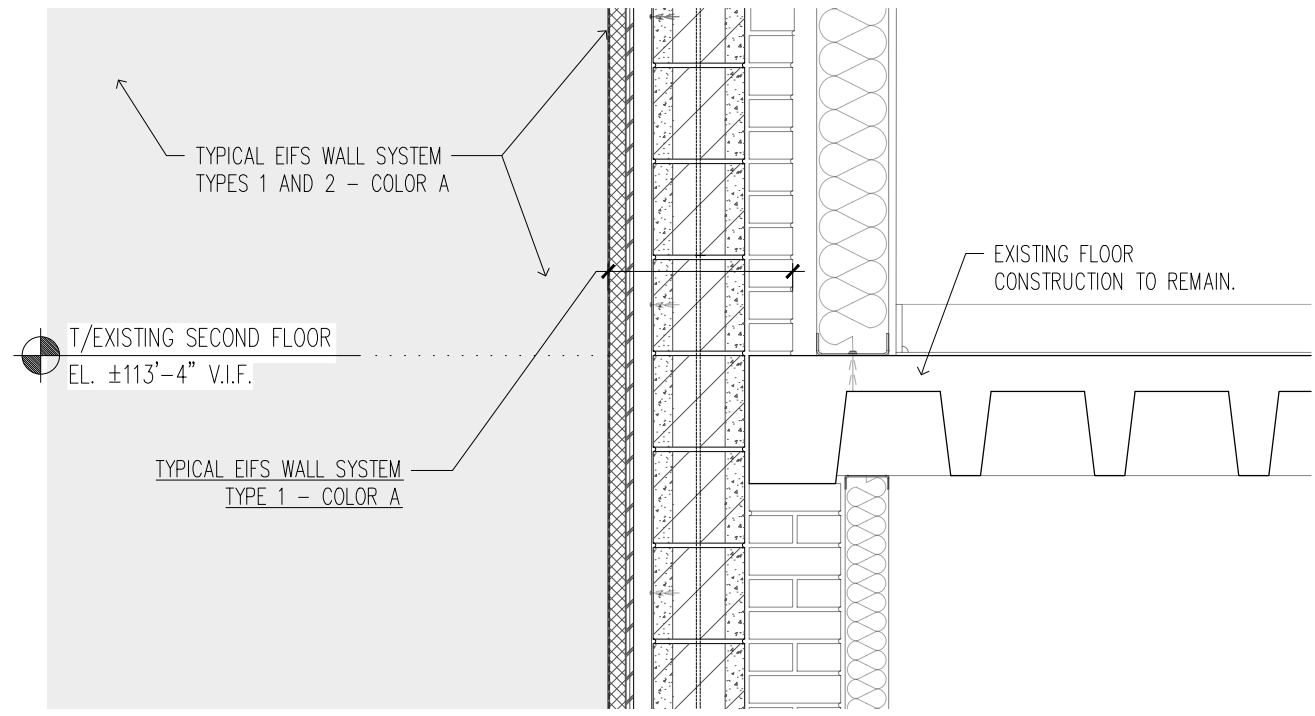 TYPICAL EIFS WALL SYSTEM
TYPES 1 AND 2 – COLOR A
EXISTING FLOOR
CONSTRUCTION TO REMAIN.
T/EXISTING SECOND FLOOR
EL. ±113'–4" V.I.F.
TYPICAL EIFS WALL SYSTEM
TYPE 1 – COLOR A